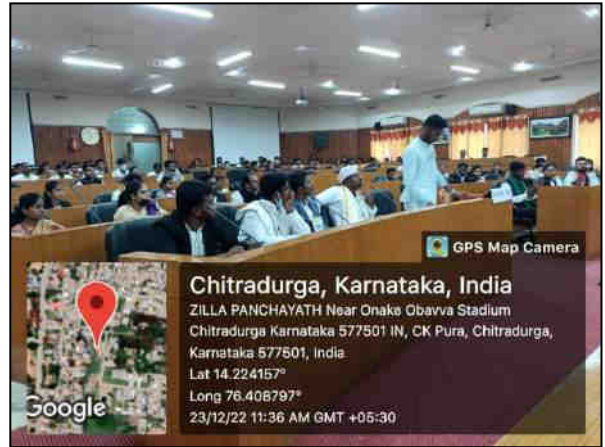 GPS Map Camera
Chitradurga, Karnataka, India
ZILLA PANCHAYATH Near Onake Obavva Stadium
Chitradurga Karnataka 577501 IN, CK Pura, Chitradurga,
Karnataka 577501, India
Lat 14.224157°
Long 76.408797°
23/12/22 11:36 AM GMT +05:30
Google